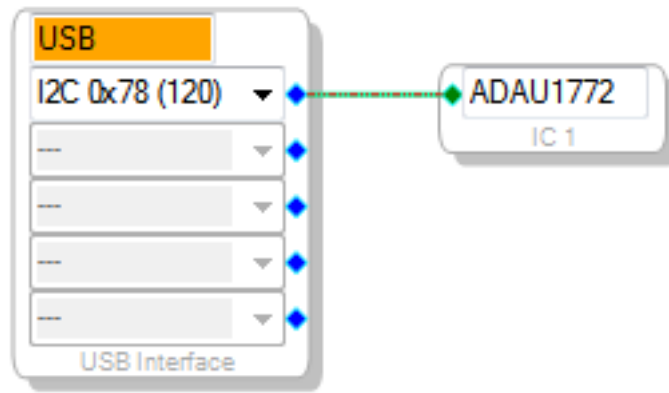 USB
I2C 0x78 (120)
---
---
---
---
USB Interface
ADAU1772
IC 1